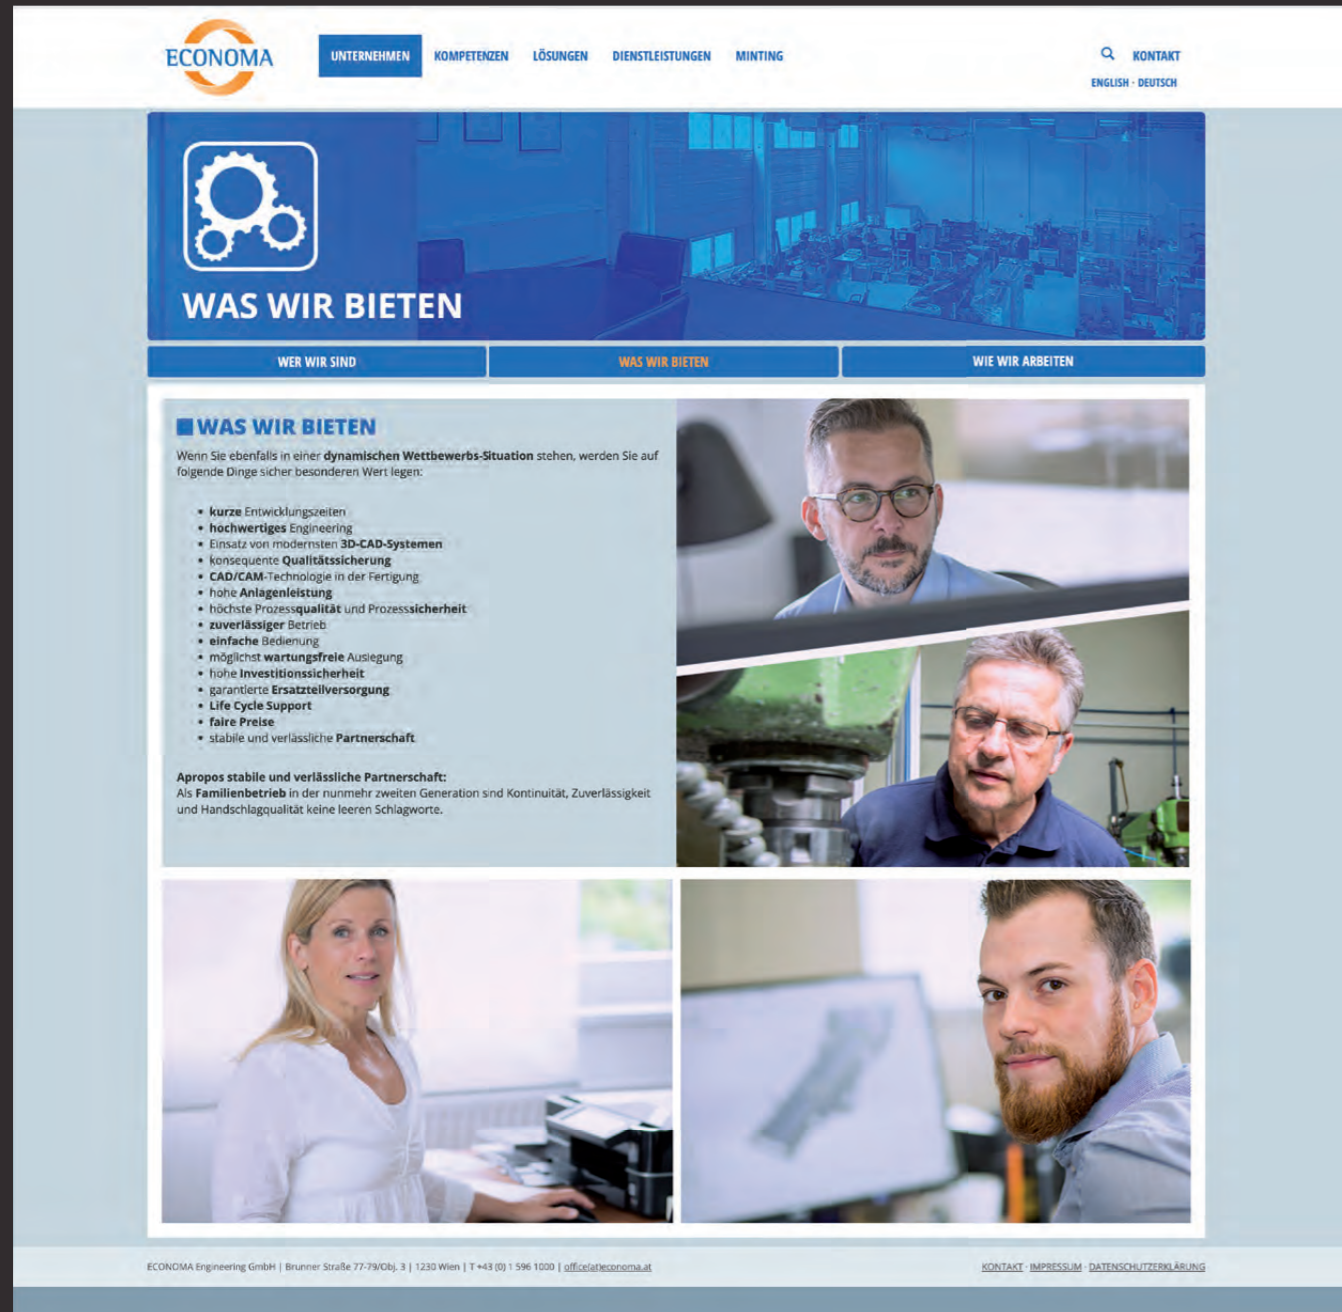 ECONOMA
UNTERNEHMEN
KOMPETENZEN
LÖSUNGEN
DIENSTLEISTUNGEN
MINTING
KONTAKT
ENGLISH · DEUTSCH
WAS WIR BIETEN
WER WIR SIND
WAS WIR BIETEN
WIE WIR ARBEITEN
WAS WIR BIETEN
Wenn Sie ebenfalls in einer dynamischen Wettbewerbs-Situation stehen, werden Sie auf
folgende Dinge sicher besonderen Wert legen:
• kurze Entwicklungszeiten
• hochwertiges Engineering
• Einsatz von modernsten 3D-CAD-Systemen
• konsequente Qualitätssicherung
• CAD/CAM-Technologie in der Fertigung
• hohe Anlagenleistung
• höchste Prozessqualität und Prozesssicherheit
• zuverlässiger Betrieb
• einfache Bedienung
• möglichst wartungsfreie Auslegung
• hohe Investitionssicherheit
• garantierte Ersatzteilversorgung
• Life Cycle Support
• faire Preise
• stabile und verlässliche Partnerschaft
Apropos stabile und verlässliche Partnerschaft:
Als Familienbetrieb in der nunmehr zweiten Generation sind Kontinuität, Zuverlässigkeit
und Handschlagqualität keine leeren Schlagworte.
ECONOMA Engineering GmbH | Brunner Straße 77-79/Obj. 3 | 1230 Wien | T +43 (0) 1 596 1000 | office(at)economa.at
KONTAKT · IMPRESSUM · DATENSCHUTZERKLÄRUNG